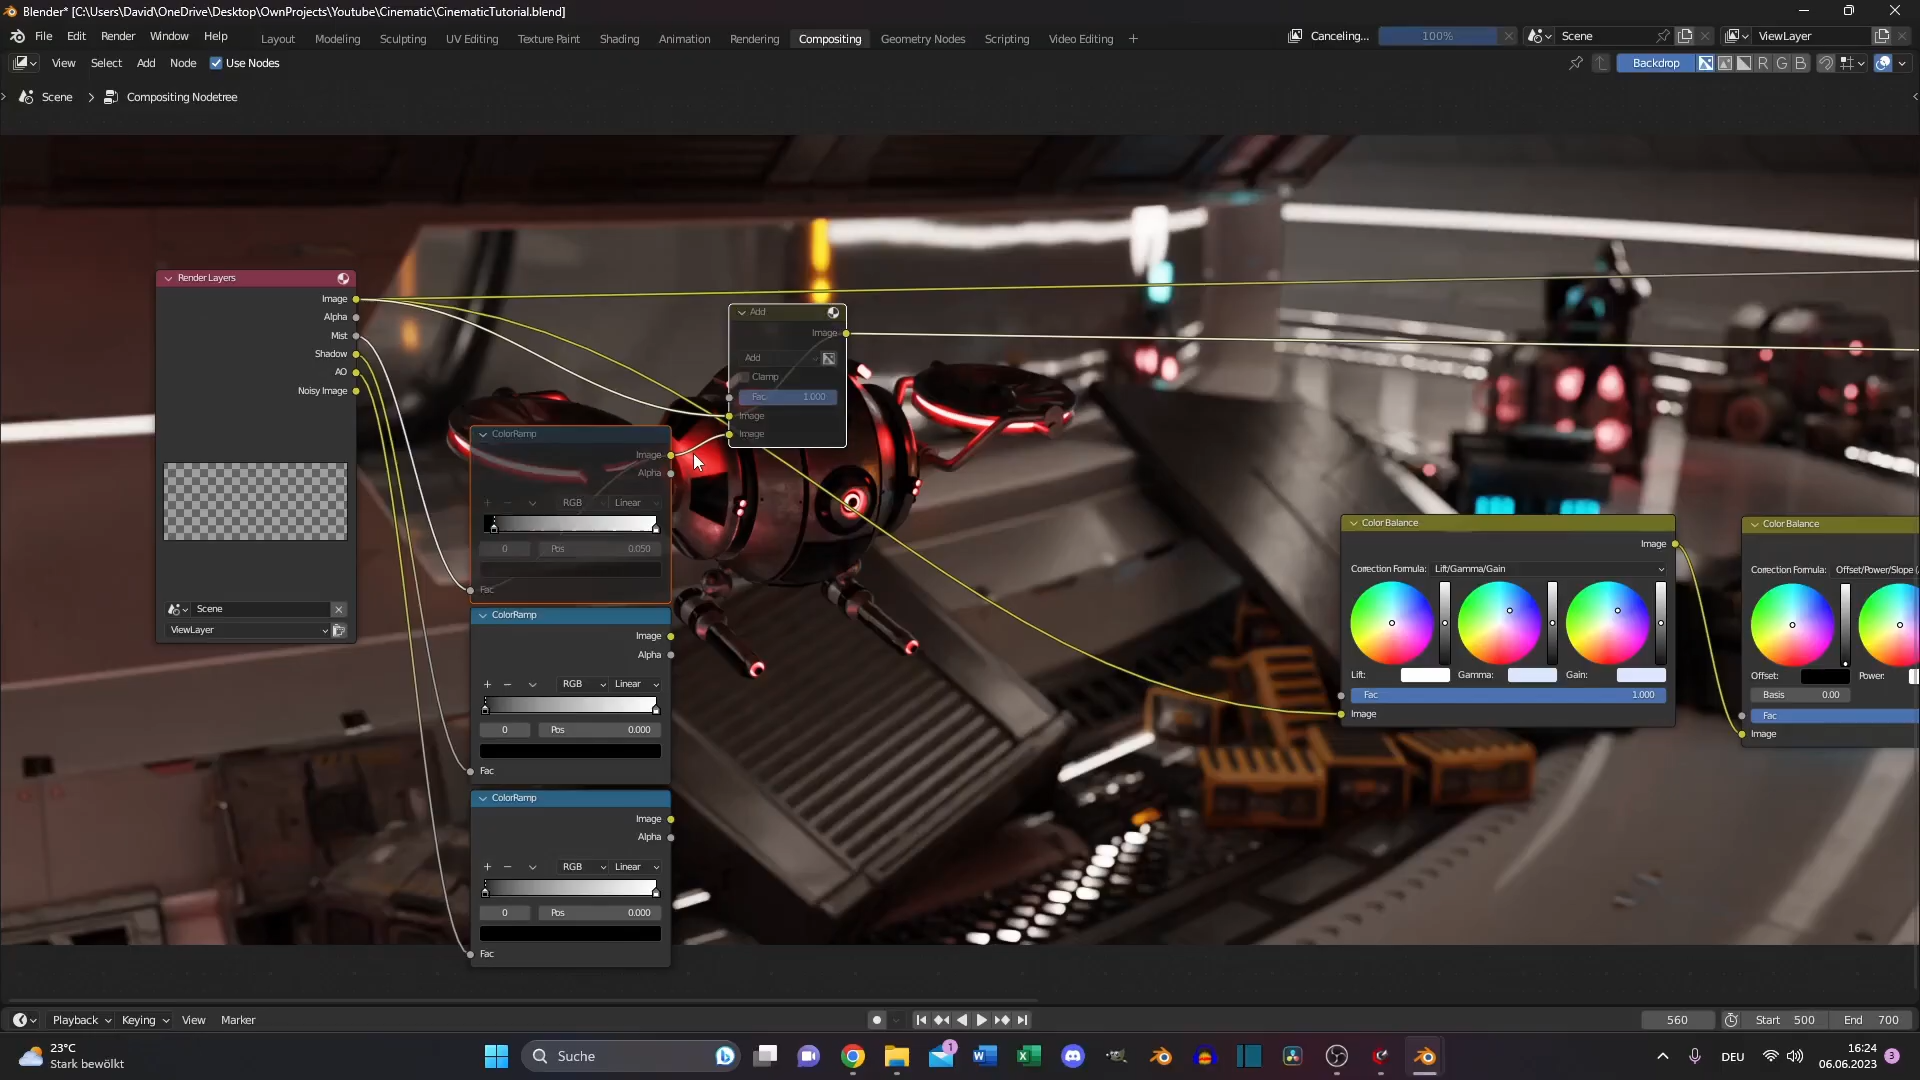 Blender* [C:\Users\David\OneDrive\Desktop\OwnProjects\Youtube\Cinematic\CinematicTutorial.blend]
File Edit Render Window Help Layout Modeling Sculpting UV Editing Texture Paint Shading Animation Rendering Compositing Geometry Nodes Scripting Video Editing + Canceling... 100% Scene ViewLayer
View Select Add Node Use Nodes Backdrop R G B
Scene > Compositing Nodetree
Render Layers
Image
Alpha
Mist
Shadow
AO
Noisy Image
Scene
ViewLayer
Add
Image
Add
Clamp
Fac 1.000
Image
Image
ColorRamp
Image
Alpha
RGB Linear
0 Pos 0.050
Fac
ColorRamp
Image
Alpha
RGB Linear
0 Pos 0.000
Fac
ColorRamp
Image
Alpha
RGB Linear
0 Pos 0.000
Fac
Color Balance
Image
Correction Formula: Lift/Gamma/Gain
Lift: Gamma: Gain:
Fac 1.000
Image
Color Balance
Correction Formula: Offset/Power/Slope (
Offset: Power:
Basis 0.00
Fac
Image
Playback Keying View Marker 560 Start 500 End 700
23°C
Stark bewölkt
Suche
1
DEU
16:24
06.06.2023
3